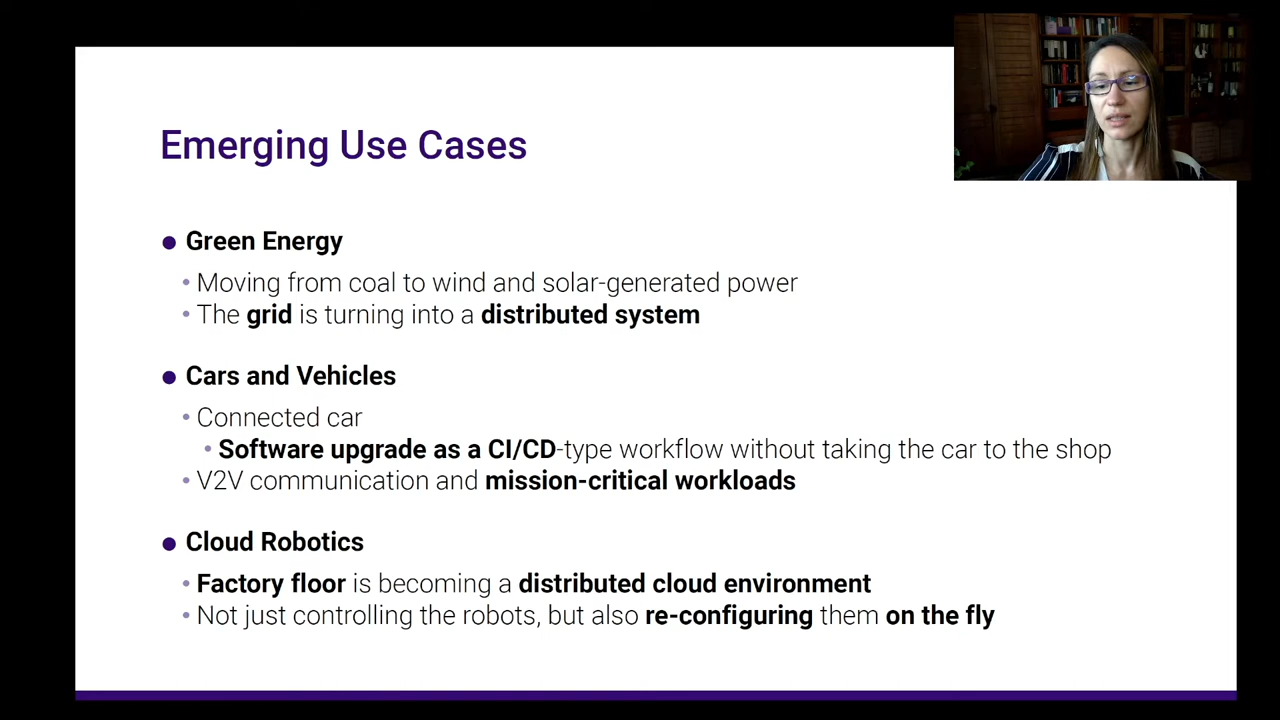 Emerging Use Cases
● Green Energy
• Moving from coal to wind and solar-generated power
• The grid is turning into a distributed system
● Cars and Vehicles
• Connected car
• Software upgrade as a CI/CD-type workflow without taking the car to the shop
• V2V communication and mission-critical workloads
● Cloud Robotics
• Factory floor is becoming a distributed cloud environment
• Not just controlling the robots, but also re-configuring them on the fly